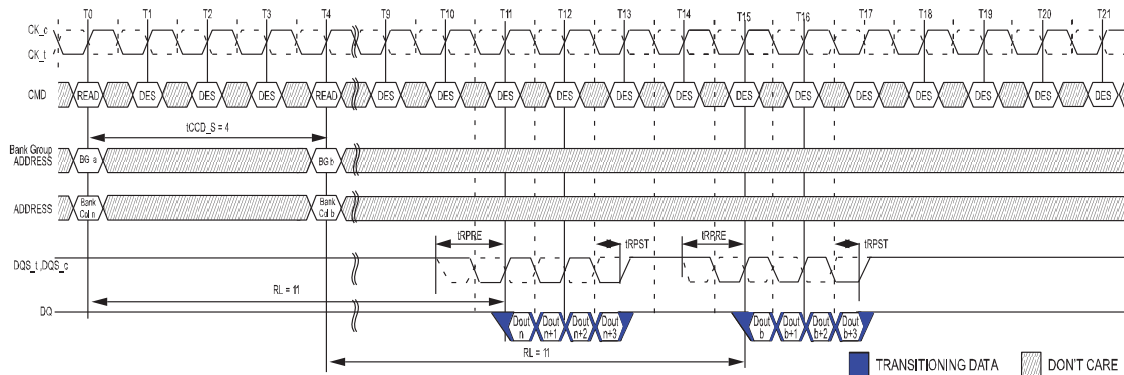 T0 T1 T2 T3 T4 T9 T10 T11 T12 T13 T14 T15 T16 T17 T18 T19 T20 T21
CK_c
CK_t
CMD READ DES DES DES READ DES DES DES DES DES DES DES DES DES DES DES DES DES
tCCD_S = 4
Bank Group
ADDRESS BG a BG b
ADDRESS Bank Col n Bank Col b
tRPRE tRPST tRPRE tRPST
DQS_t ,DQS_c
RL = 11
DQ Dout n Dout n+1 Dout n+2 Dout n+3 Dout b Dout b+1 Dout b+2 Dout b+3
RL = 11
TRANSITIONING DATA DON'T CARE